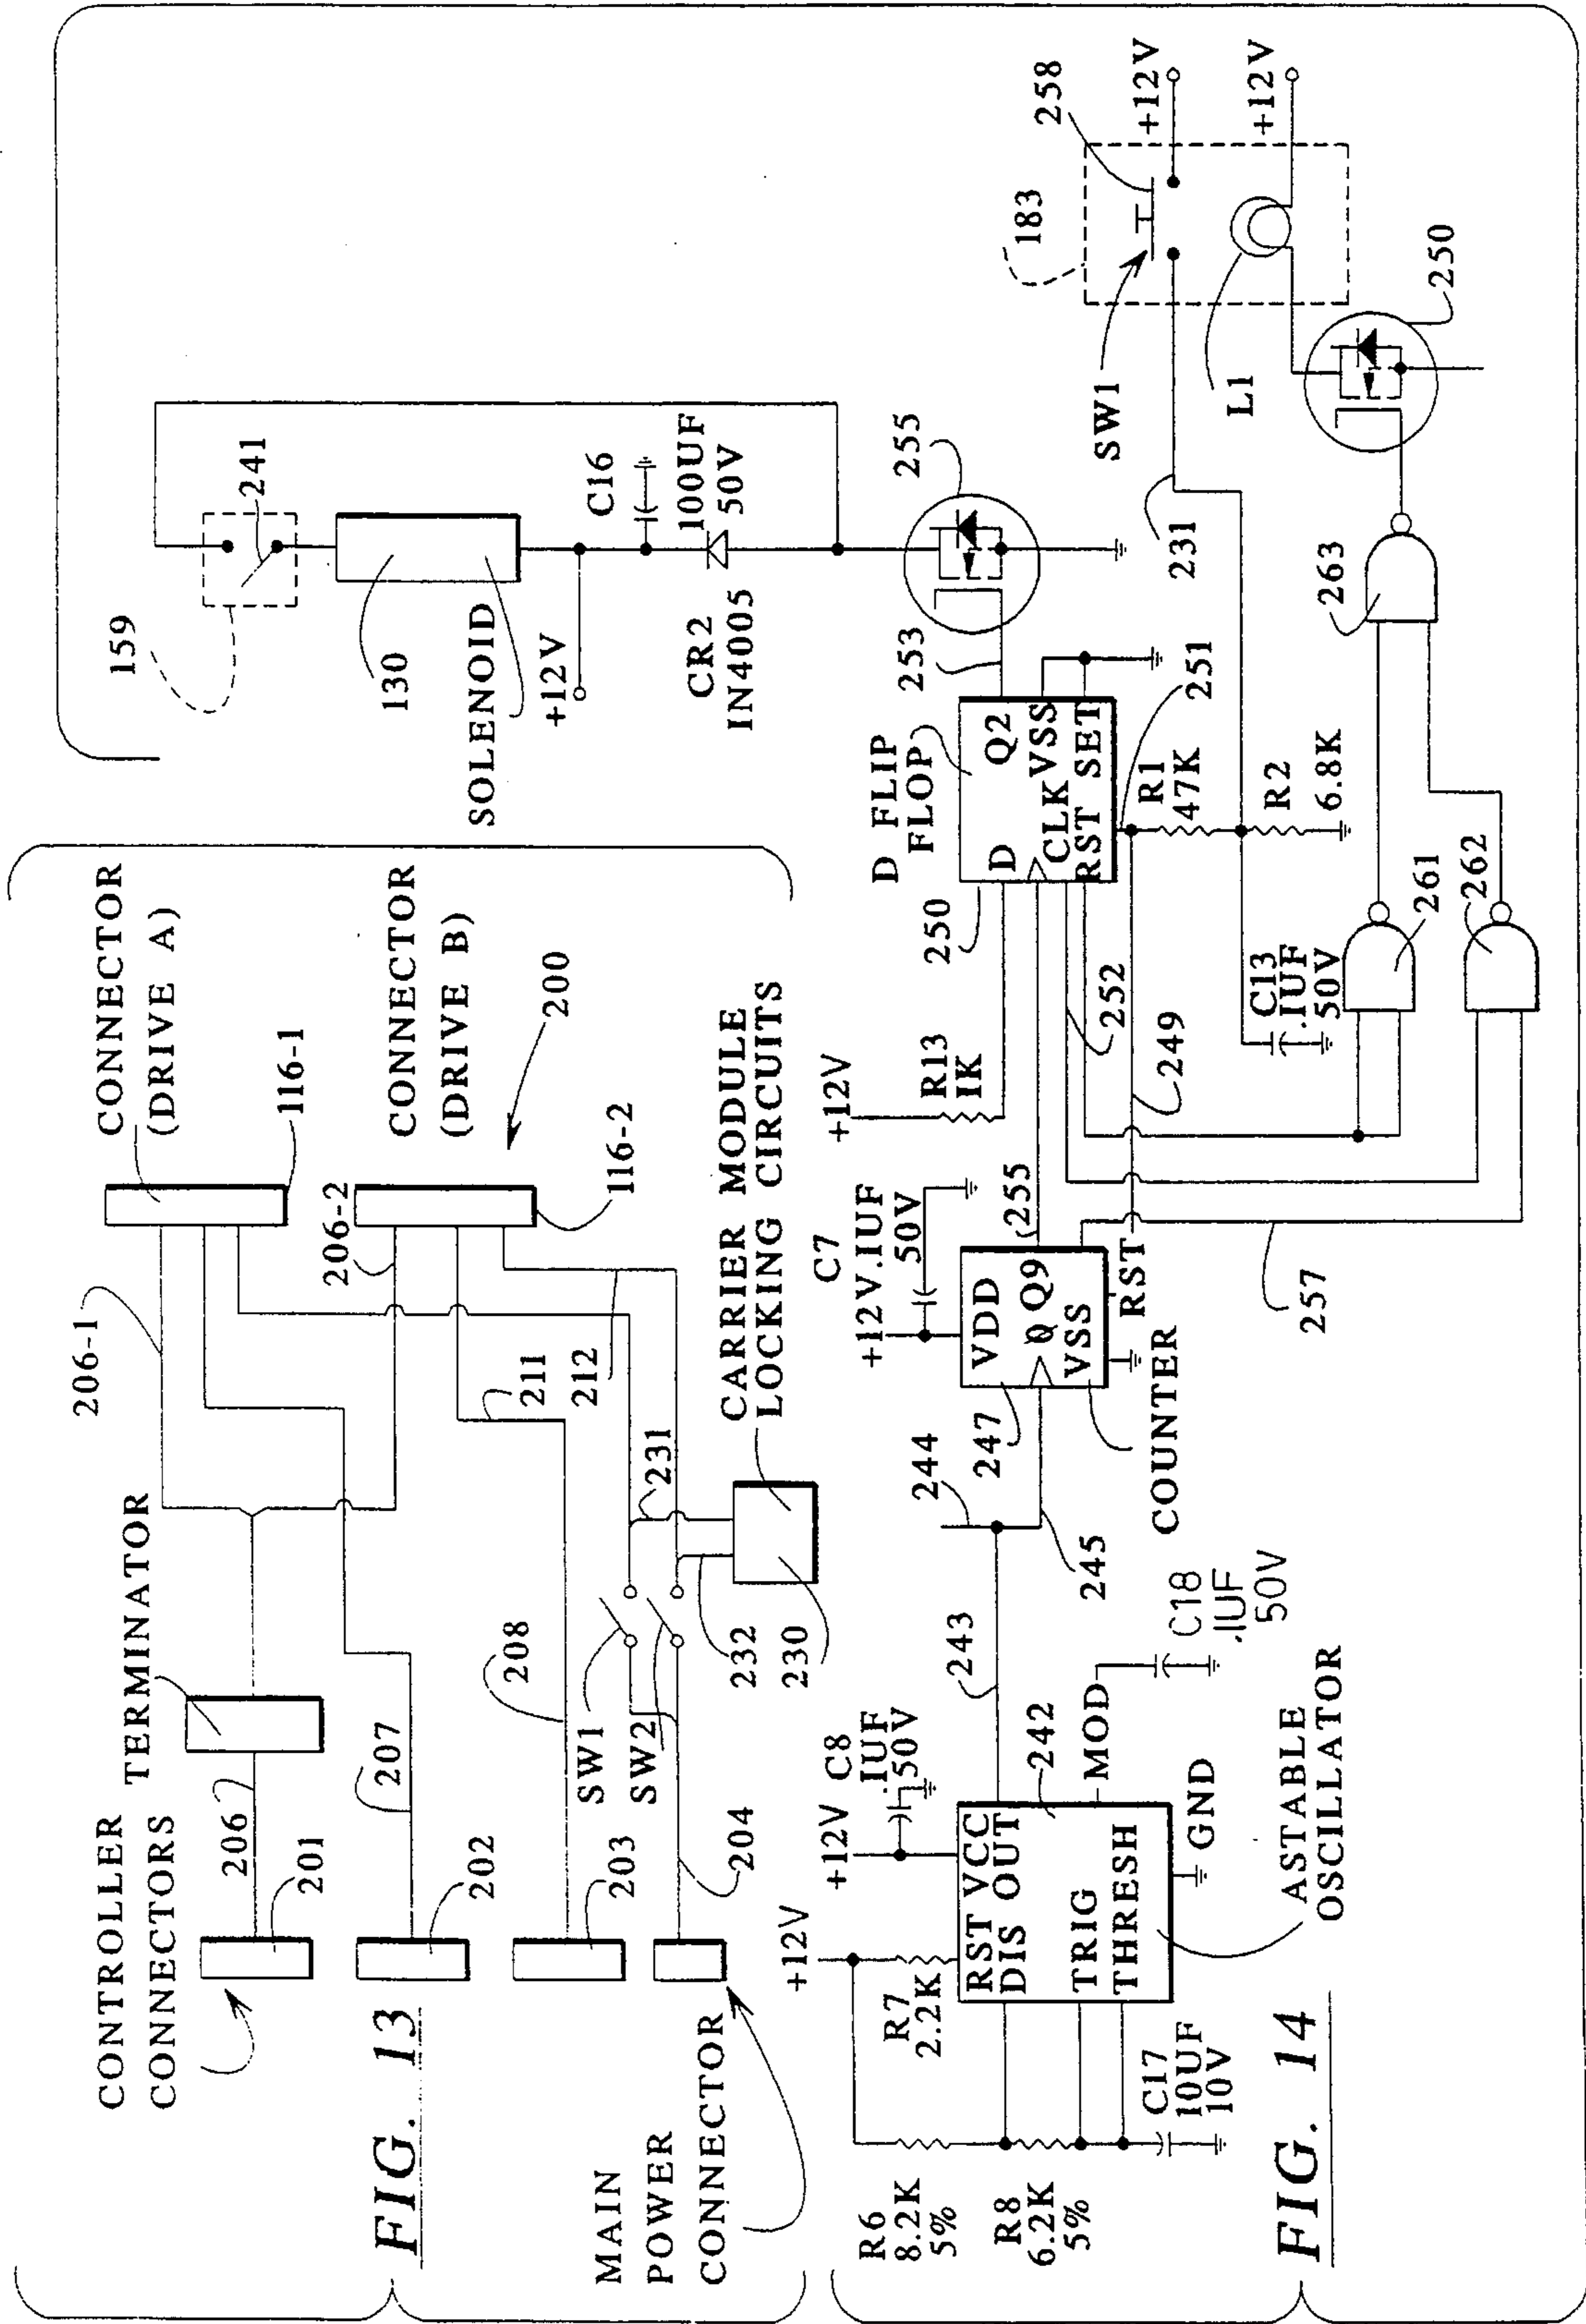 CONTROLLER
CONNECTORS
TERMINATOR
206
201
207
202
208
203
204
SW1
SW2
232
230
231
206-1
206-2
211
212
CONNECTOR
(DRIVE A)
116-1
CONNECTOR
(DRIVE B)
116-2
200
CARRIER MODULE
LOCKING CIRCUITS
MAIN
POWER
CONNECTOR
FIG. 13
159
241
130
SOLENOID
+12V
C16
100UF
50V
CR2
IN4005
255
253
D FLIP
FLOP
250
D
Q2
CLK
VSS
RST
SET
251
R1
47K
R2
6.8K
C13
.1UF
50V
+12V
R13
1K
252
249
255
C7
+12V
.1UF
50V
VDD
Q
Q9
VSS
RST
247
COUNTER
257
244
243
245
+12V
C8
.1UF
50V
242
MOD
C18
.1UF
50V
RST
VCC
DIS
OUT
TRIG
THRESH
GND
ASTABLE
OSCILLATOR
+12V
R7
2.2K
R6
8.2K
5%
R8
6.2K
5%
C17
10UF
10V
261
262
263
231
SW1
L1
183
258
+12V
+12V
250
FIG. 14